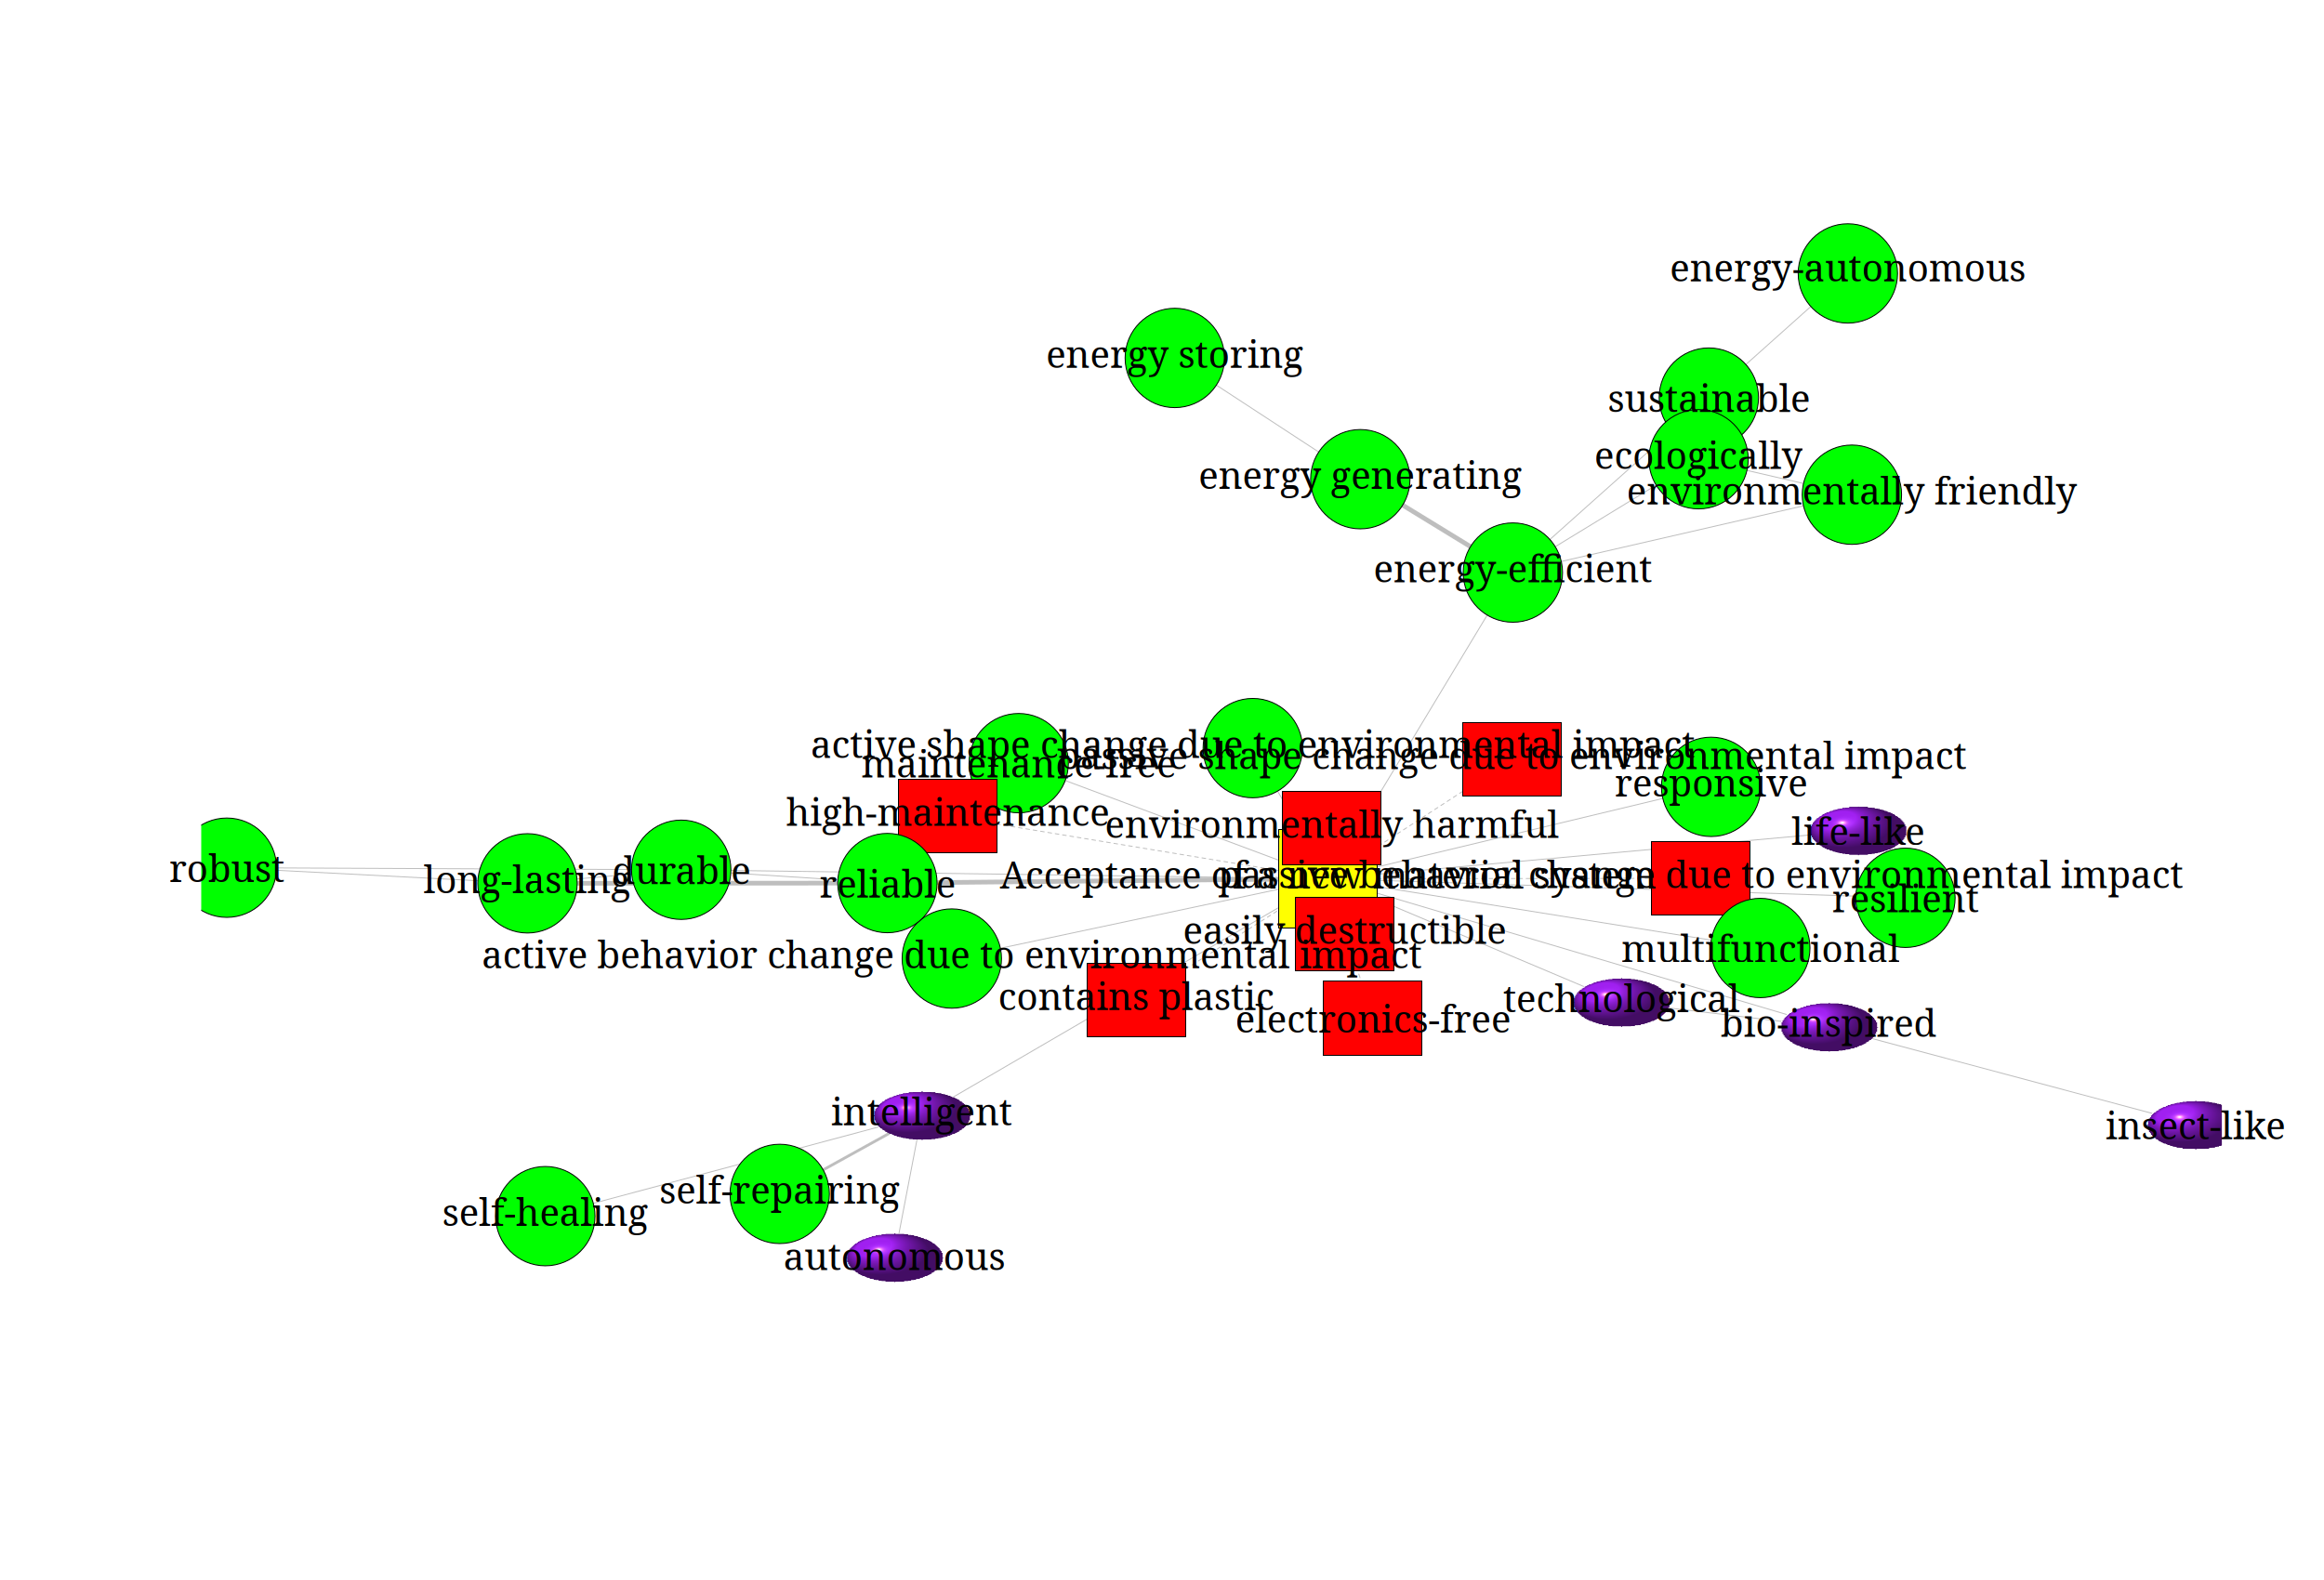 energy-autonomous
energy storing
sustainable
ecologically
energy generating
environmentally friendly
energy-efficient
active shape change due to environmental impact
passive shape change due to environmental impact
maintenance-free
responsive
high-maintenance
environmentally harmful
life-like
robust
long-lasting
durable
reliable
Acceptance of a new material system
passive behavior change due to environmental impact
resilient
easily destructible
multifunctional
active behavior change due to environmental impact
contains plastic
technological
electronics-free
bio-inspired
intelligent
insect-like
self-repairing
self-healing
autonomous